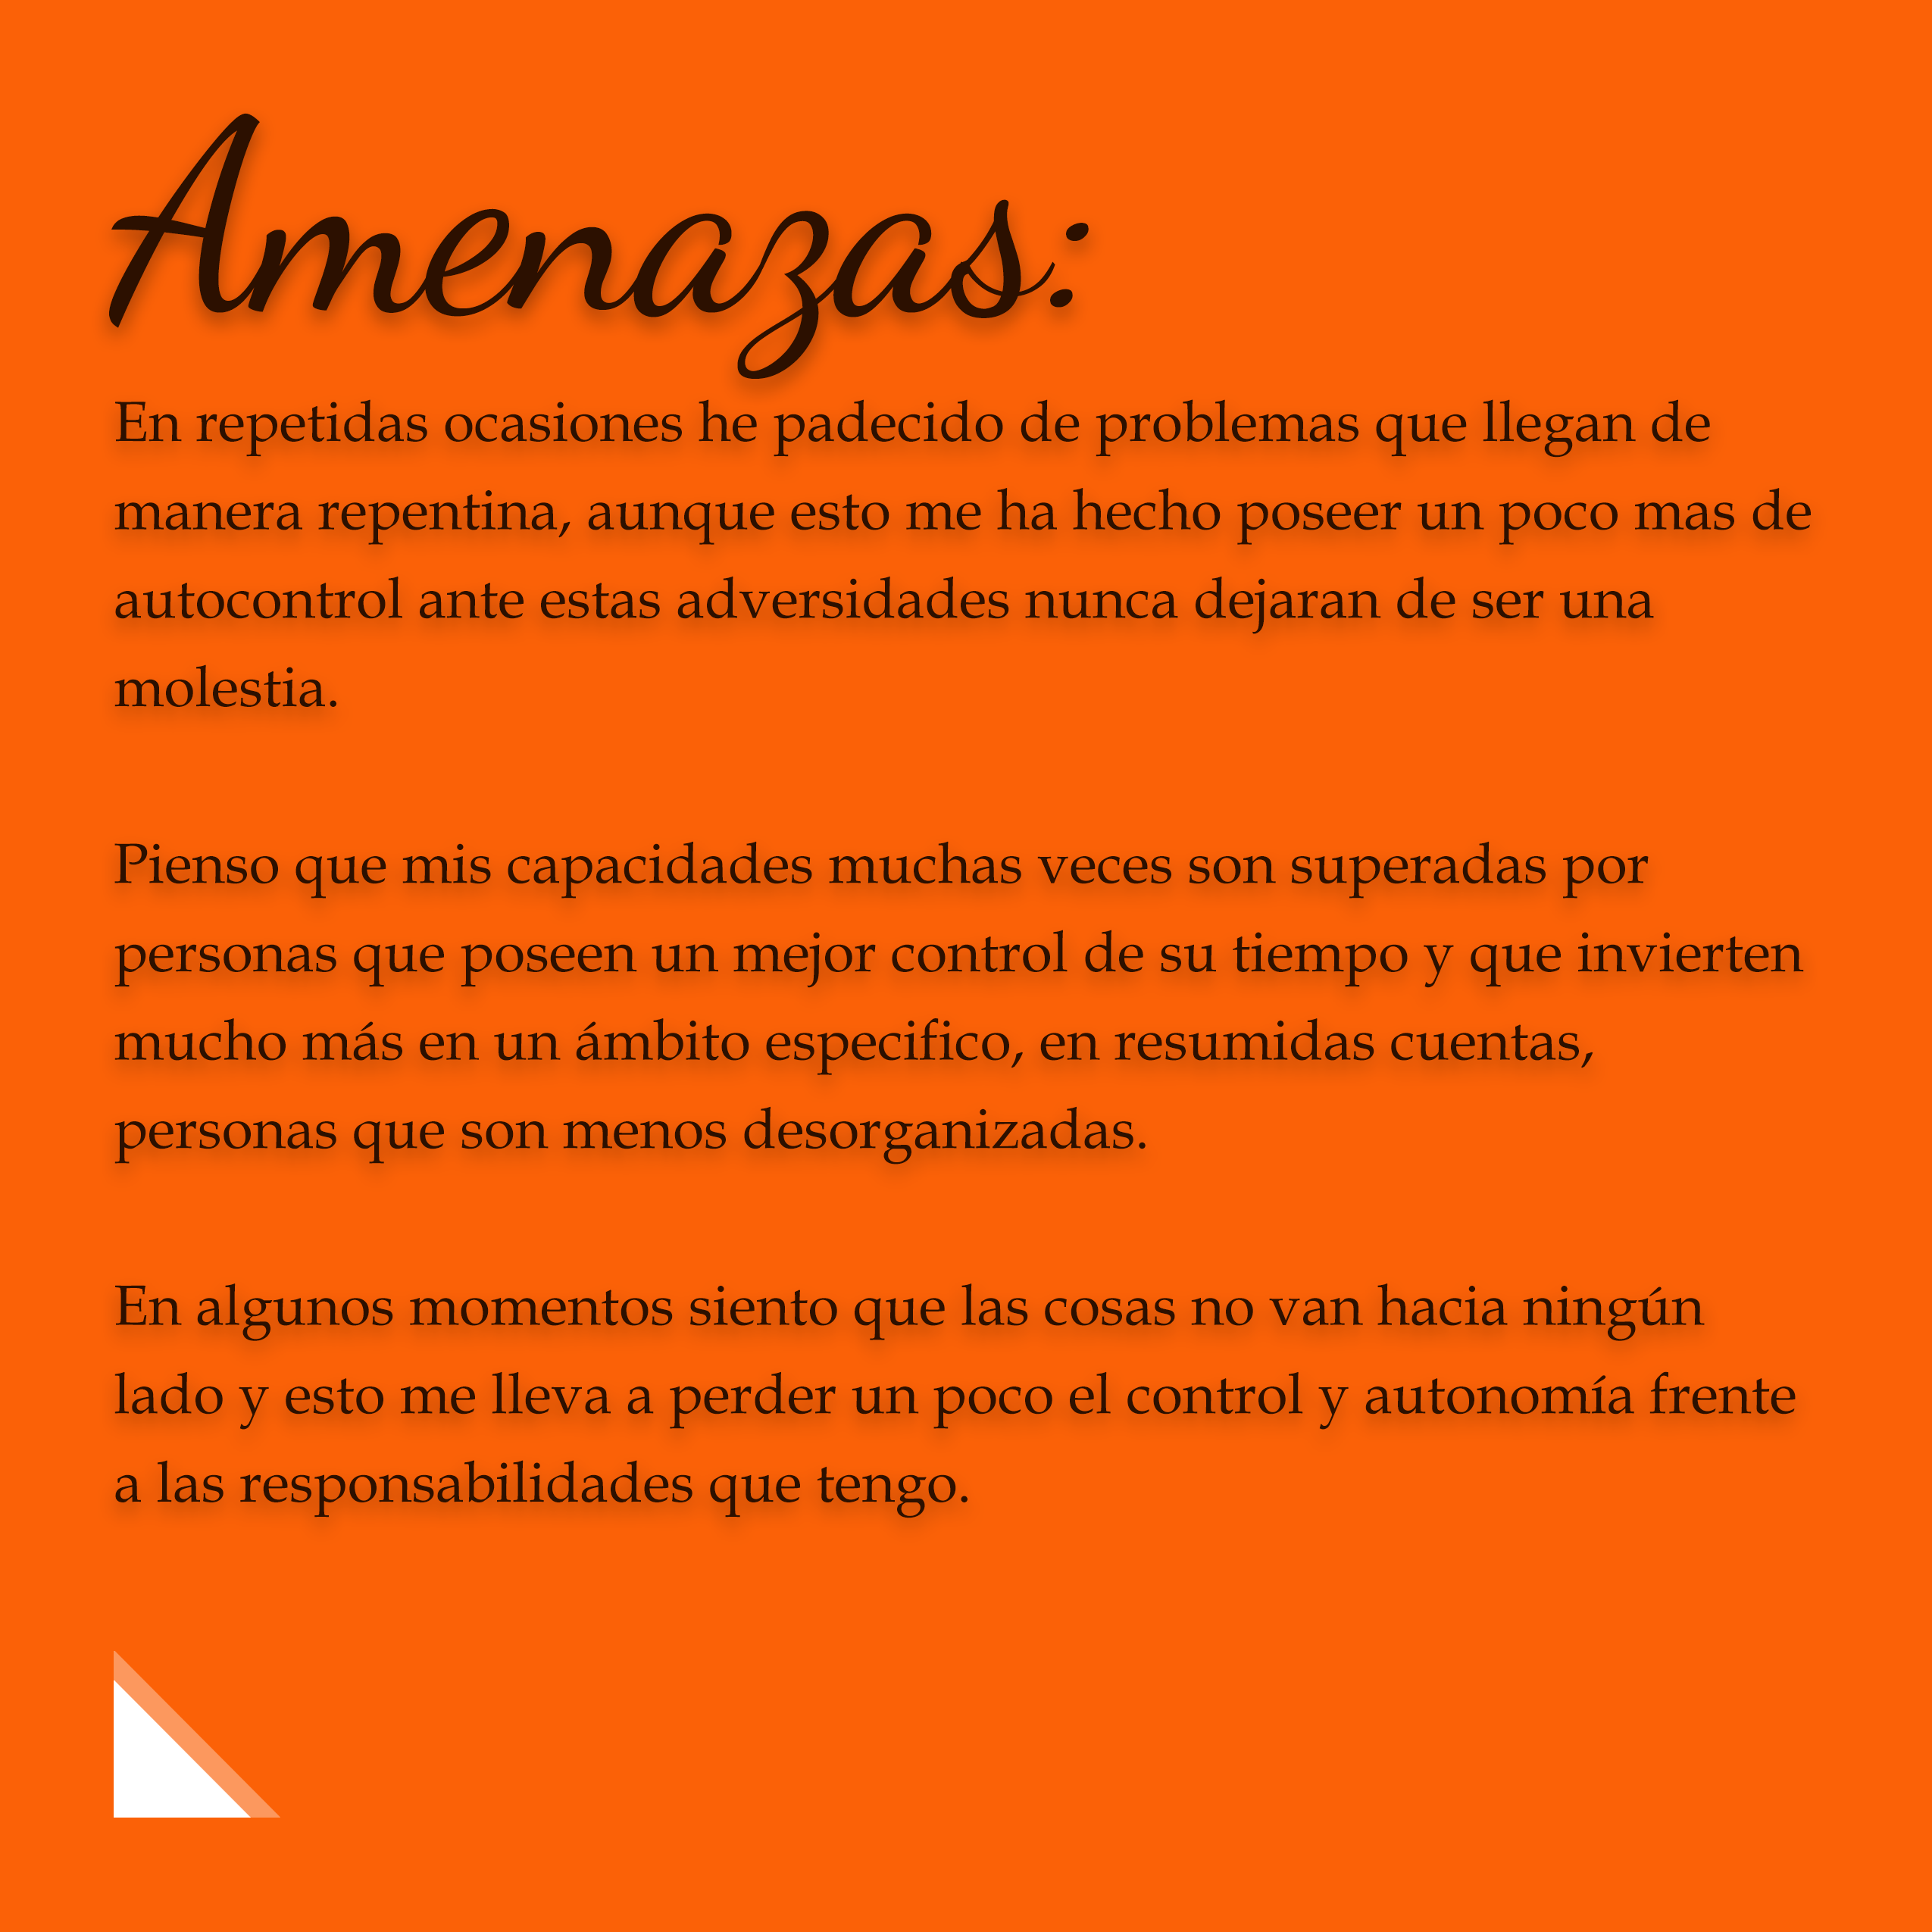 Amenazas:
En repetidas ocasiones he padecido de problemas que llegan de
manera repentina, aunque esto me ha hecho poseer un poco mas de
autocontrol ante estas adversidades nunca dejaran de ser una
molestia.
Pienso que mis capacidades muchas veces son superadas por
personas que poseen un mejor control de su tiempo y que invierten
mucho más en un ámbito especifico, en resumidas cuentas,
personas que son menos desorganizadas.
En algunos momentos siento que las cosas no van hacia ningún
lado y esto me lleva a perder un poco el control y autonomía frente
a las responsabilidades que tengo.